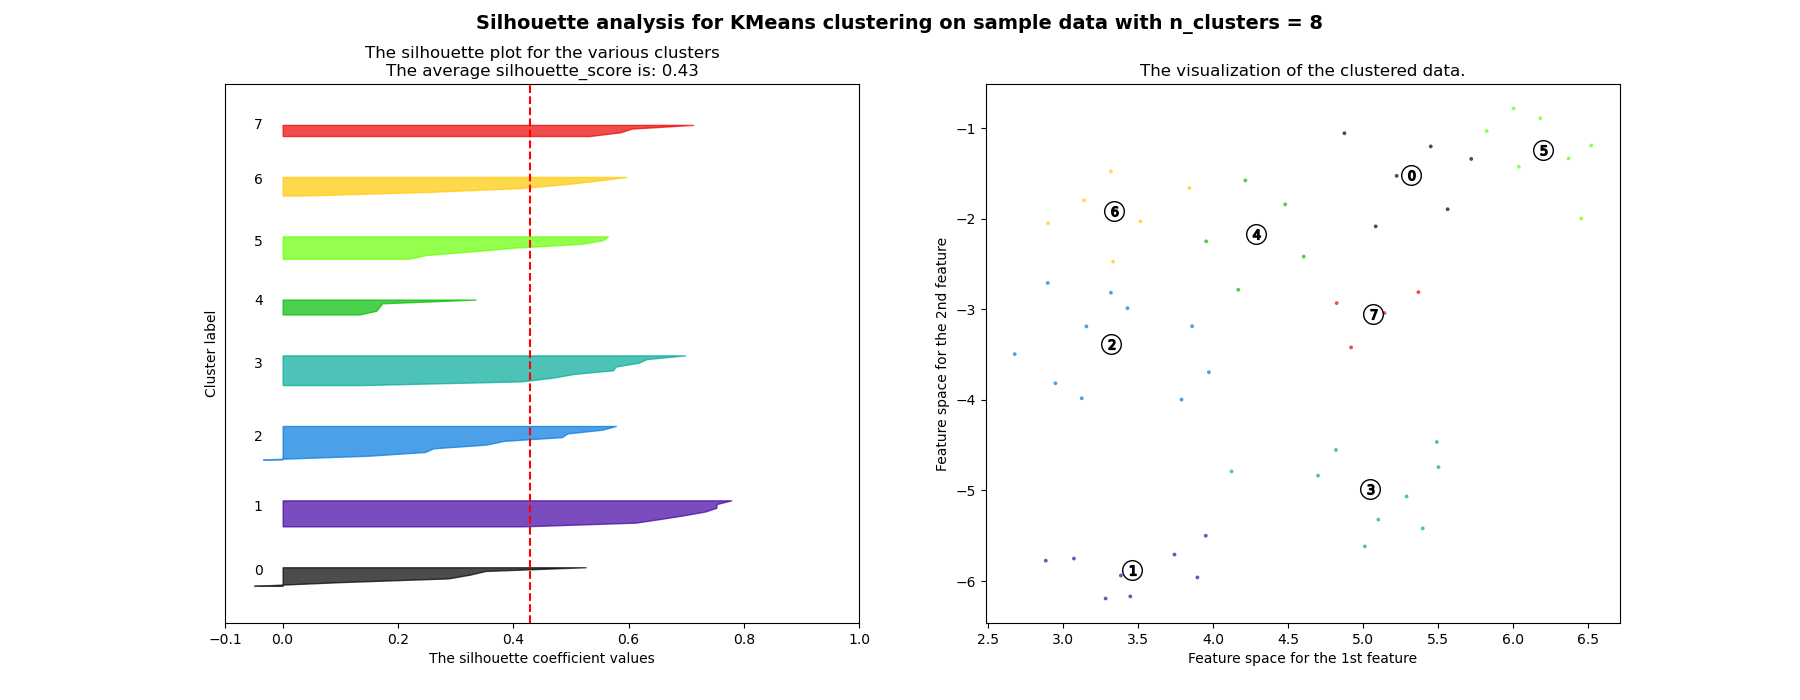 Silhouette analysis for KMeans clustering on sample data with n_clusters = 8
The silhouette plot for the various clusters
The average silhouette_score is: 0.43
7
6
5
4
3
2
1
0
Cluster label
−0.1 0.0 0.2 0.4 0.6 0.8 1.0
The silhouette coefficient values
The visualization of the clustered data.
−1
−2
−3
−4
−5
−6
Feature space for the 2nd feature
5
0
6
4
7
2
3
1
2.5 3.0 3.5 4.0 4.5 5.0 5.5 6.0 6.5
Feature space for the 1st feature